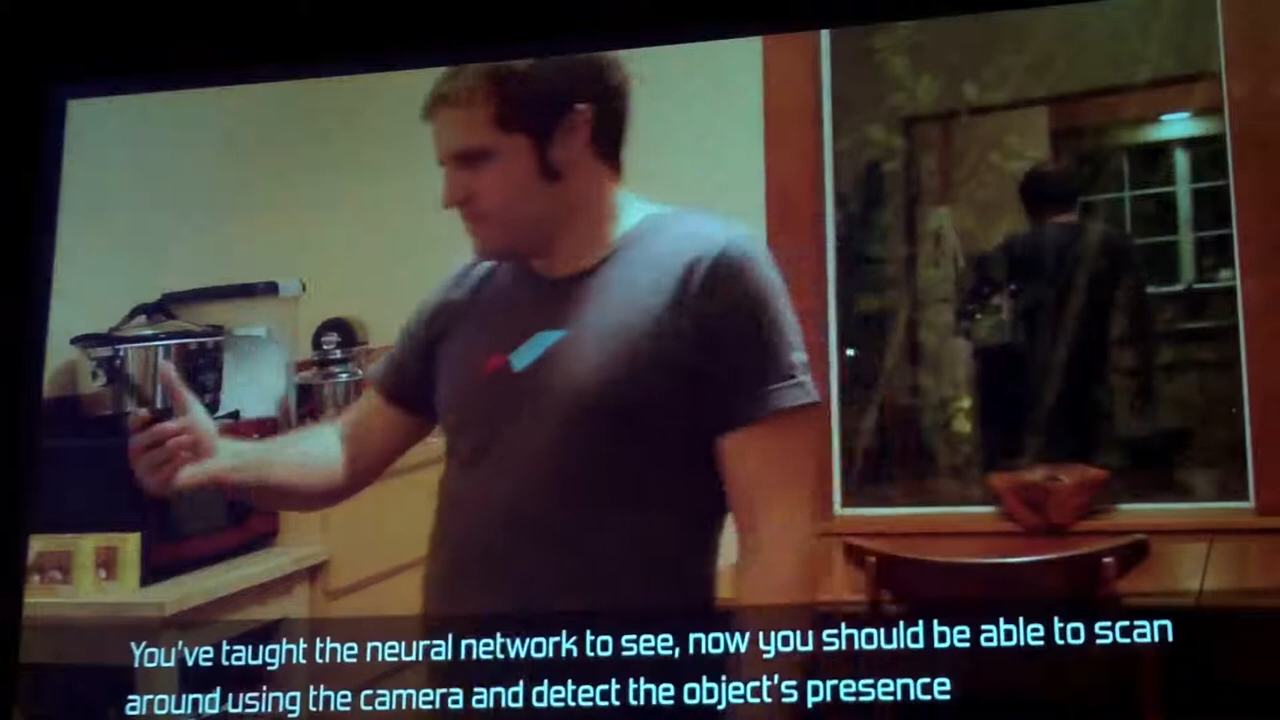 You've taught the neural network to see, now you should be able to scan
around using the camera and detect the object's presence